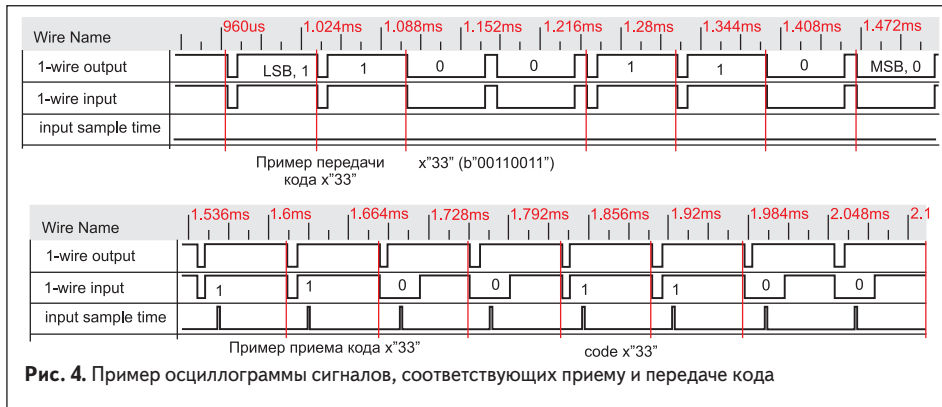 Wire Name 960us 1.024ms 1.088ms 1.152ms 1.216ms 1.28ms 1.344ms 1.408ms 1.472ms
1-wire output LSB, 1 1 0 0 1 1 0 MSB, 0
1-wire input
input sample time
Пример передачи x"33" (b"00110011")
кода x"33"
Wire Name 1.536ms 1.6ms 1.664ms 1.728ms 1.792ms 1.856ms 1.92ms 1.984ms 2.048ms 2.1
1-wire output
1-wire input 1 1 0 0 1 1 0 0
input sample time
Пример приема кода x"33" code x"33"
Рис. 4. Пример осциллограммы сигналов, соответствующих приему и передаче кода